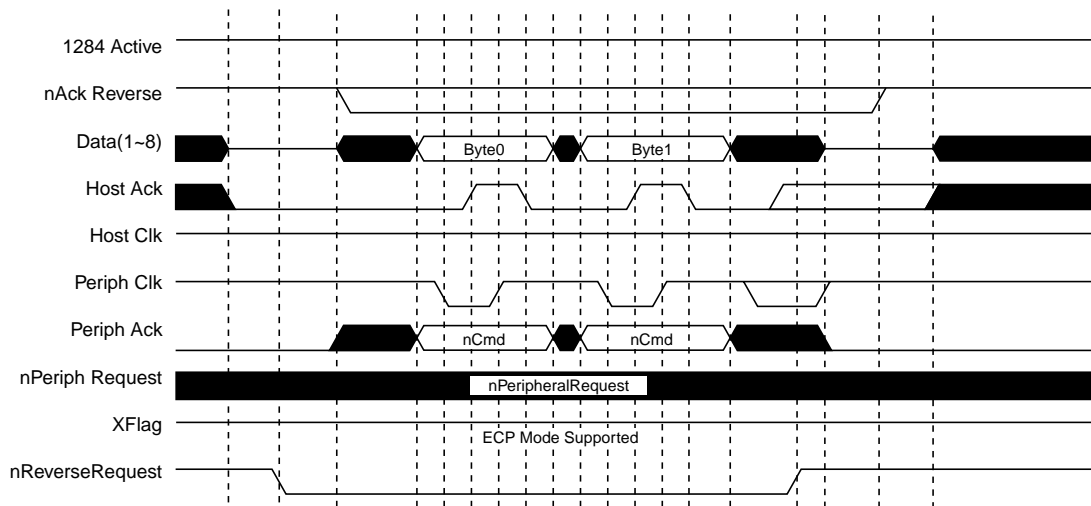 1284 Active
nAck Reverse
Data(1~8)
Byte0
Byte1
Host Ack
Host Clk
Periph Clk
Periph Ack
nCmd
nCmd
nPeriph Request
nPeripheralRequest
XFlag
ECP Mode Supported
nReverseRequest